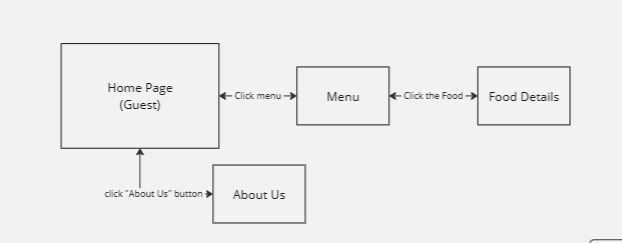 Home Page
(Guest)
Click menu
Menu
Click the Food
Food Details
click "About Us" button
About Us